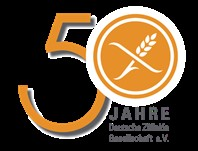 50
JAHRE
Deutsche Zöliakie
Gesellschaft e.V.